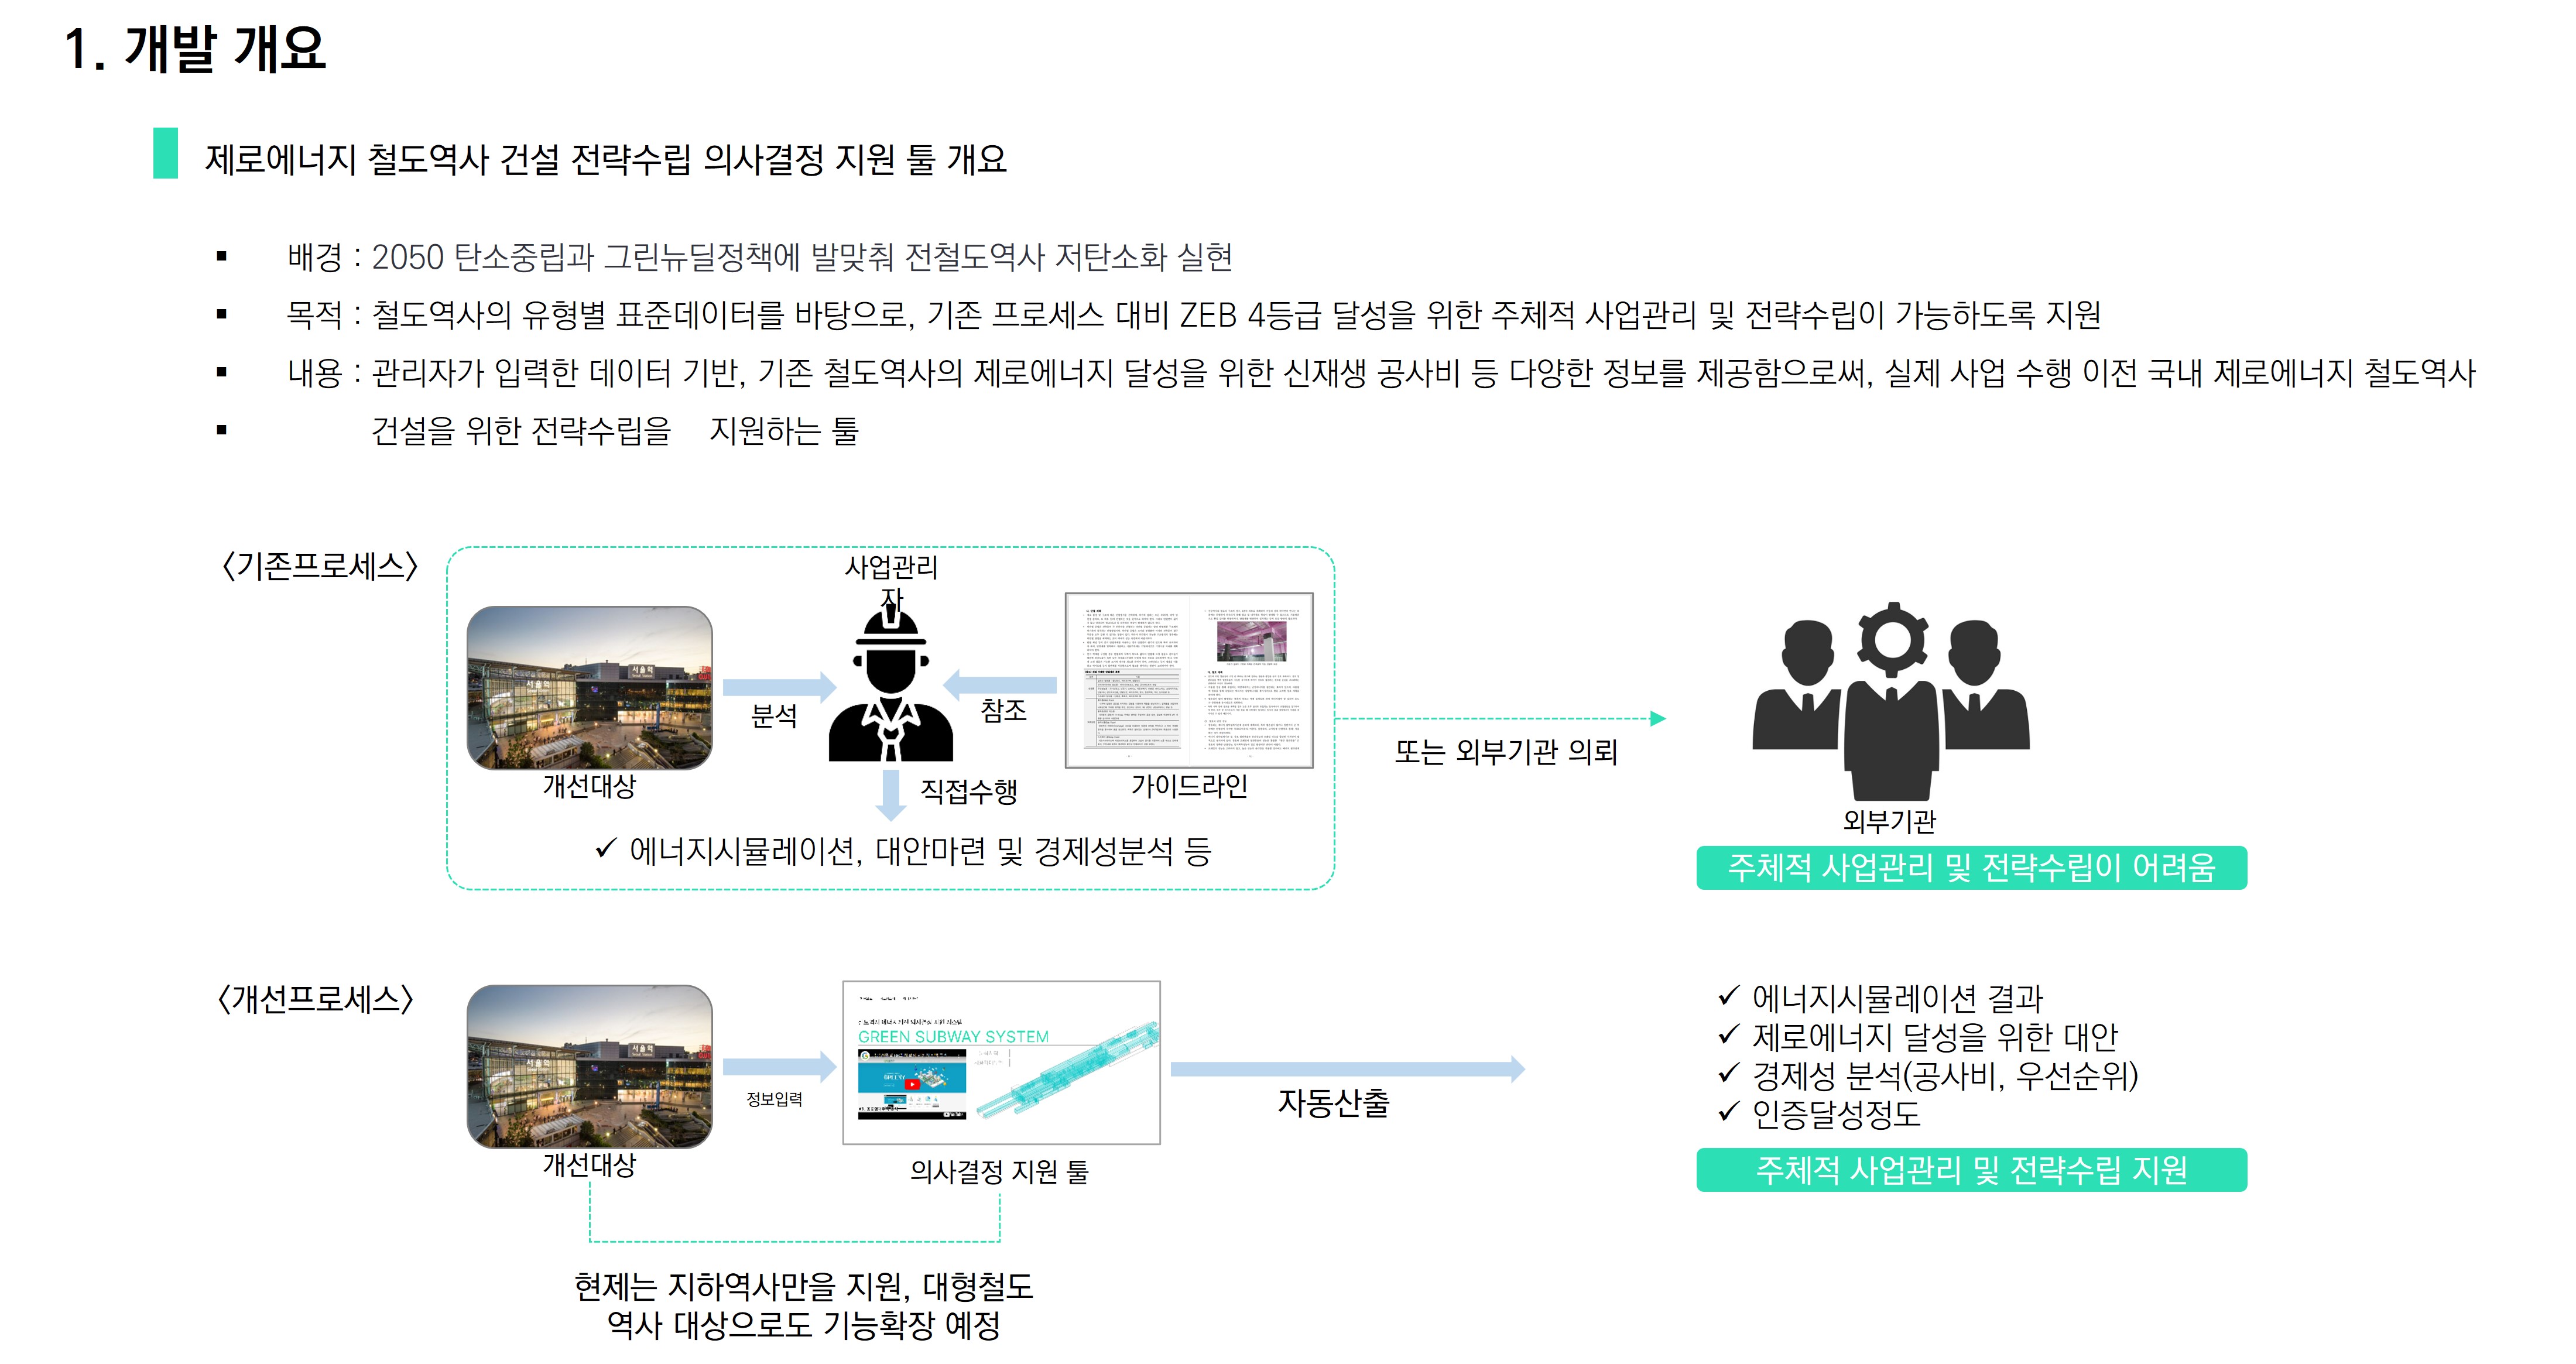 1. 개발 개요
제로에너지 철도역사 건설 전략수립 의사결정 지원 툴 개요
▪ 배경 : 2050 탄소중립과 그린뉴딜정책에 발맞춰 전철도역사 저탄소화 실현
▪ 목적 : 철도역사의 유형별 표준데이터를 바탕으로, 기존 프로세스 대비 ZEB 4등급 달성을 위한 주체적 사업관리 및 전략수립이 가능하도록 지원
▪ 내용 : 관리자가 입력한 데이터 기반, 기존 철도역사의 제로에너지 달성을 위한 신재생 공사비 등 다양한 정보를 제공함으로써, 실제 사업 수행 이전 국내 제로에너지 철도역사
▪ 건설을 위한 전략수립을 지원하는 툴
<기존프로세스>
사업관리
자
서울역
분석
참조
개선대상
직접수행
가이드라인
✓ 에너지시뮬레이션, 대안마련 및 경제성분석 등
또는 외부기관 의뢰
외부기관
주체적 사업관리 및 전략수립이 어려움
<개선프로세스>
서울역
정보입력
개선대상
GREEN SUBWAY SYSTEM
의사결정 지원 툴
자동산출
✓ 에너지시뮬레이션 결과
✓ 제로에너지 달성을 위한 대안
✓ 경제성 분석(공사비, 우선순위)
✓ 인증달성정도
주체적 사업관리 및 전략수립 지원
현제는 지하역사만을 지원, 대형철도
역사 대상으로도 기능확장 예정